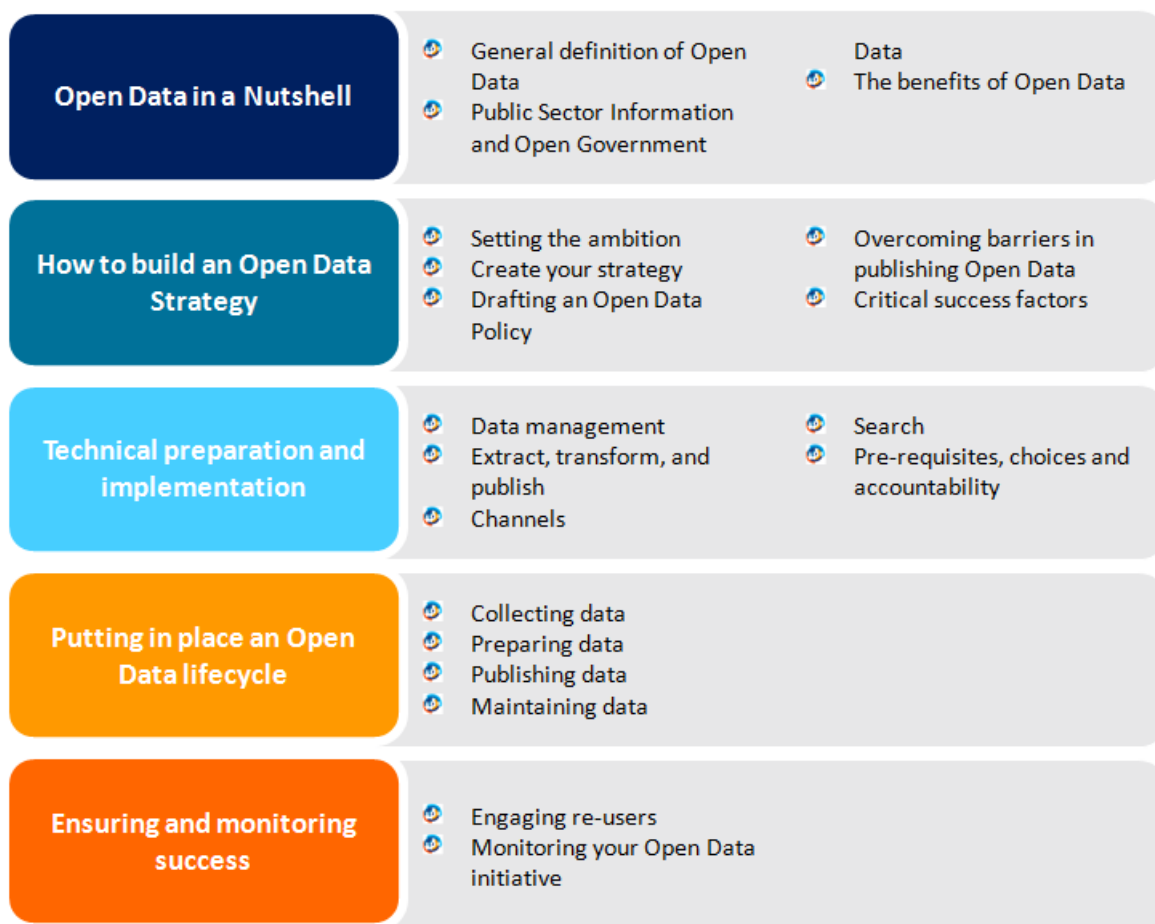 Open Data in a Nutshell
General definition of Open
Data
Public Sector Information
and Open Government
Data
The benefits of Open Data
How to build an Open Data
Strategy
Setting the ambition
Create your strategy
Drafting an Open Data
Policy
Overcoming barriers in
publishing Open Data
Critical success factors
Technical preparation and
implementation
Data management
Extract, transform, and
publish
Channels
Search
Pre-requisites, choices and
accountability
Putting in place an Open
Data lifecycle
Collecting data
Preparing data
Publishing data
Maintaining data
Ensuring and monitoring
success
Engaging re-users
Monitoring your Open Data
initiative